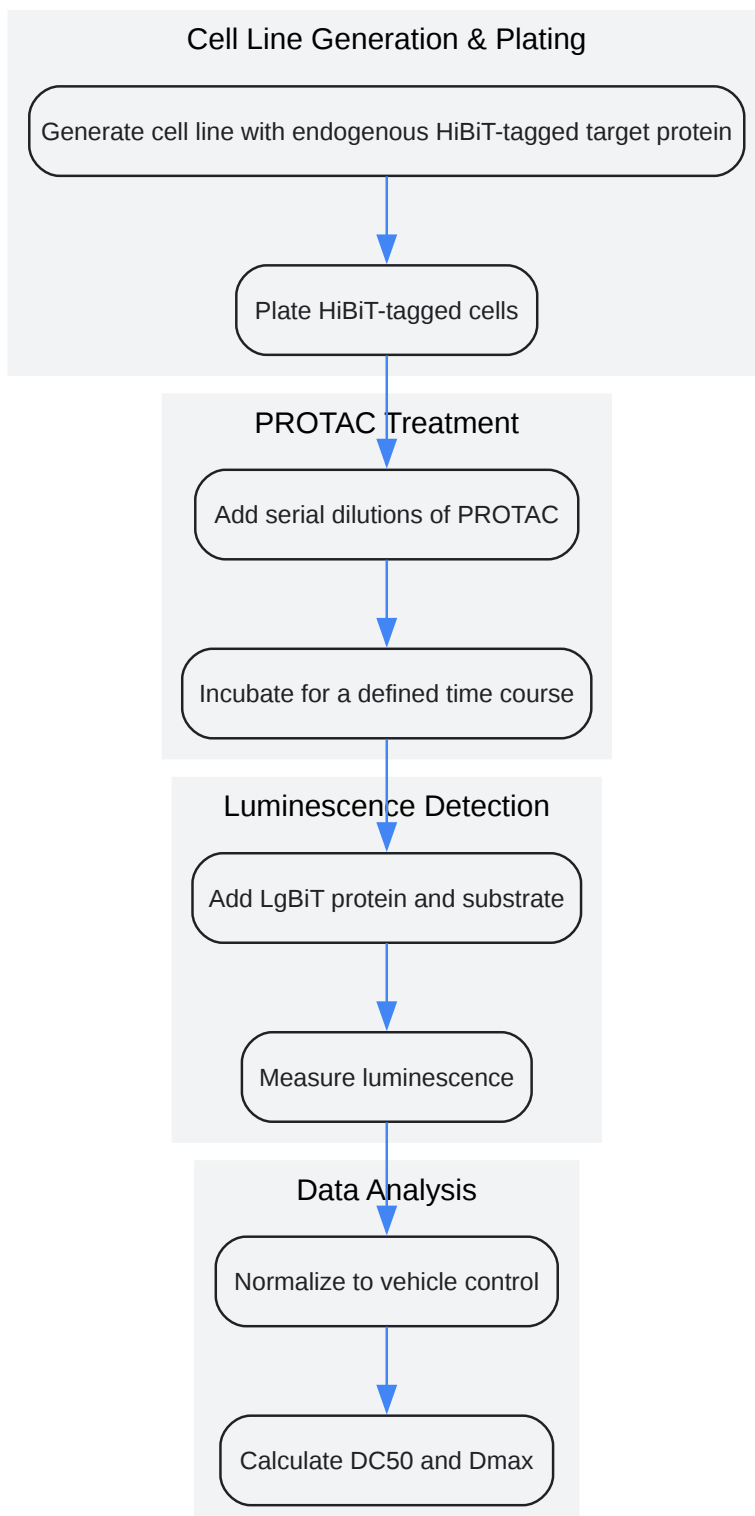 Cell Line Generation & Plating
Generate cell line with endogenous HiBiT-tagged target protein
Plate HiBiT-tagged cells
PROTAC Treatment
Add serial dilutions of PROTAC
Incubate for a defined time course
Luminescence Detection
Add LgBiT protein and substrate
Measure luminescence
Data Analysis
Normalize to vehicle control
Calculate DC50 and Dmax